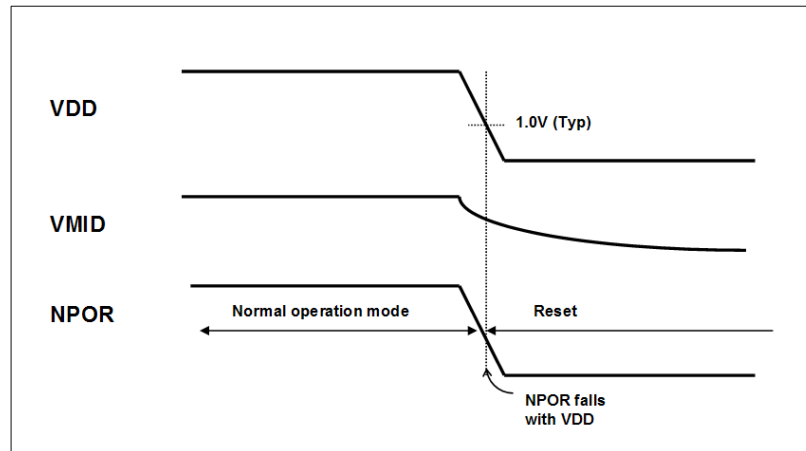 VDD
1.0V (Typ)
VMID
NPOR
Normal operation mode
Reset
NPOR falls
with VDD